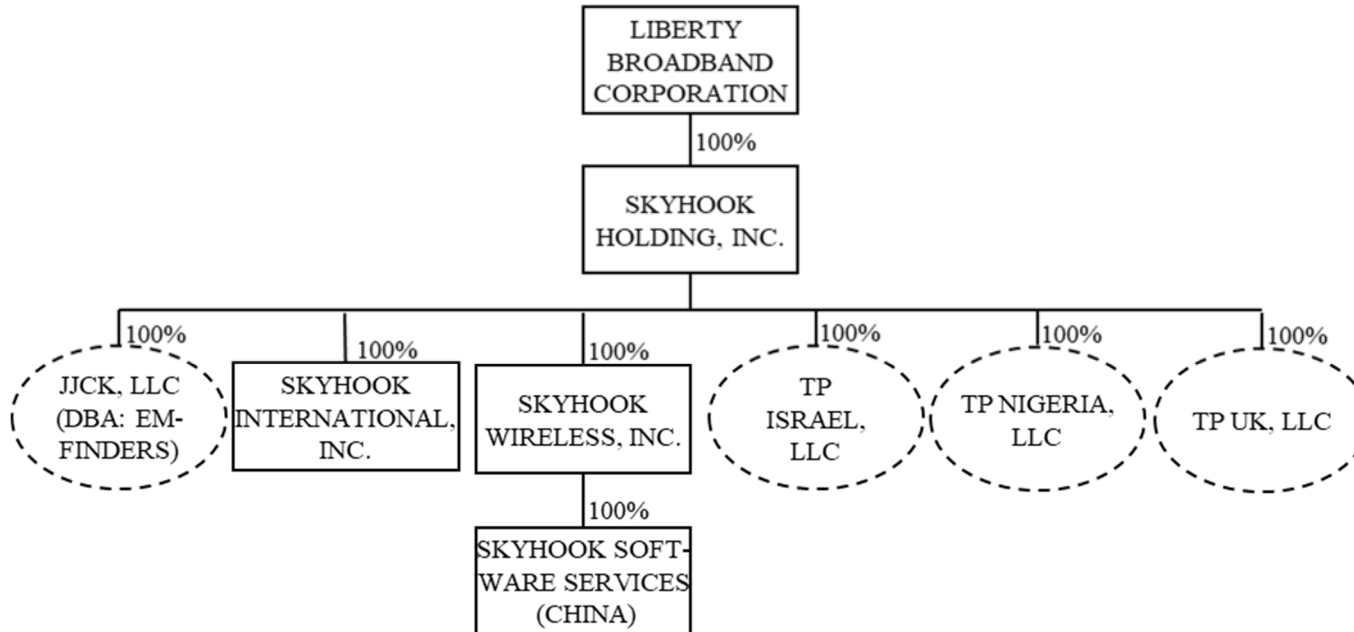 LIBERTY
BROADBAND
CORPORATION
100%
SKYHOOK
HOLDING, INC.
100%
JJCK, LLC
(DBA: EM-
FINDERS)
100%
SKYHOOK
INTERNATIONAL,
INC.
100%
SKYHOOK
WIRELESS, INC.
100%
TP
ISRAEL,
LLC
100%
TP NIGERIA,
LLC
100%
TP UK, LLC
100%
SKYHOOK SOFT-
WARE SERVICES
(CHINA)